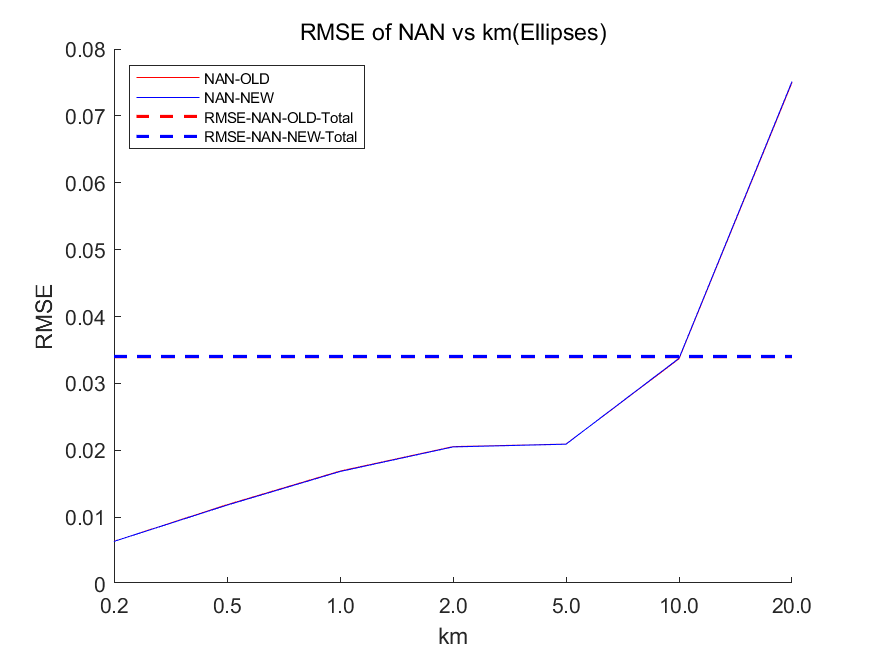 RMSE of NAN vs km(Ellipses)
0.08
0.07
0.06
0.05
0.04
0.03
0.02
0.01
0
RMSE
NAN-OLD
NAN-NEW
RMSE-NAN-OLD-Total
RMSE-NAN-NEW-Total
0.2 0.5 1.0 2.0 5.0 10.0 20.0
km